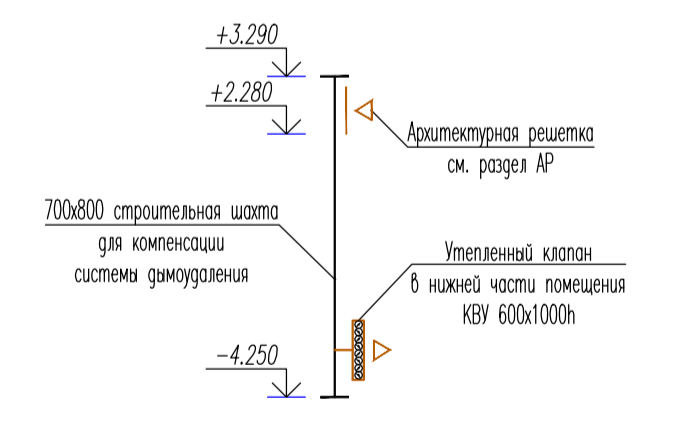 +3.290
+2.280
Архитектурная решетка
см. раздел АР
700х800 строительная шахта
для компенсации
системы дымоудаления
Утепленный клапан
в нижней части помещения
КВУ 600х1000h
-4.250